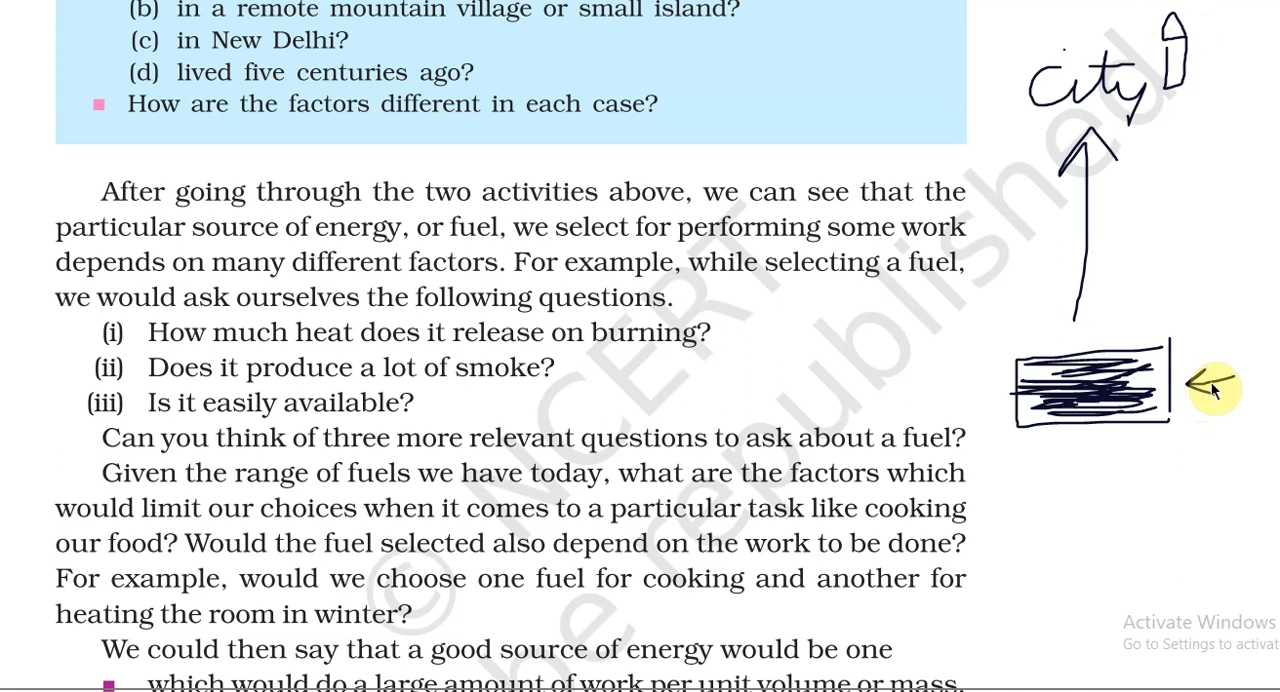 (b) in a remote mountain village or small island?
(c) in New Delhi?
(d) lived five centuries ago?
How are the factors different in each case?
city
After going through the two activities above, we can see that the
particular source of energy, or fuel, we select for performing some work
depends on many different factors. For example, while selecting a fuel,
we would ask ourselves the following questions.
(i) How much heat does it release on burning?
(ii) Does it produce a lot of smoke?
(iii) Is it easily available?
Can you think of three more relevant questions to ask about a fuel?
Given the range of fuels we have today, what are the factors which
would limit our choices when it comes to a particular task like cooking
our food? Would the fuel selected also depend on the work to be done?
For example, would we choose one fuel for cooking and another for
heating the room in winter?
We could then say that a good source of energy would be one
which would do a large amount of work per unit volume or mass,
© NCERT
be republished
Activate Windows
Go to Settings to activat